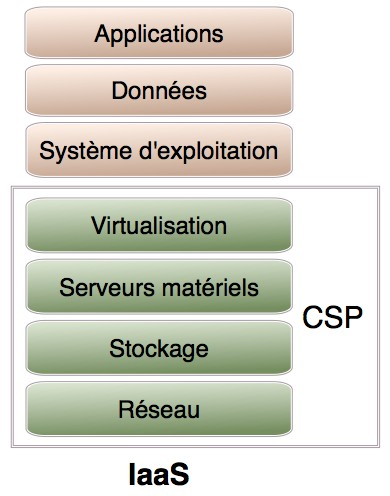 Applications
Données
Système d'exploitation
Virtualisation
Serveurs matériels
CSP
Stockage
Réseau
IaaS